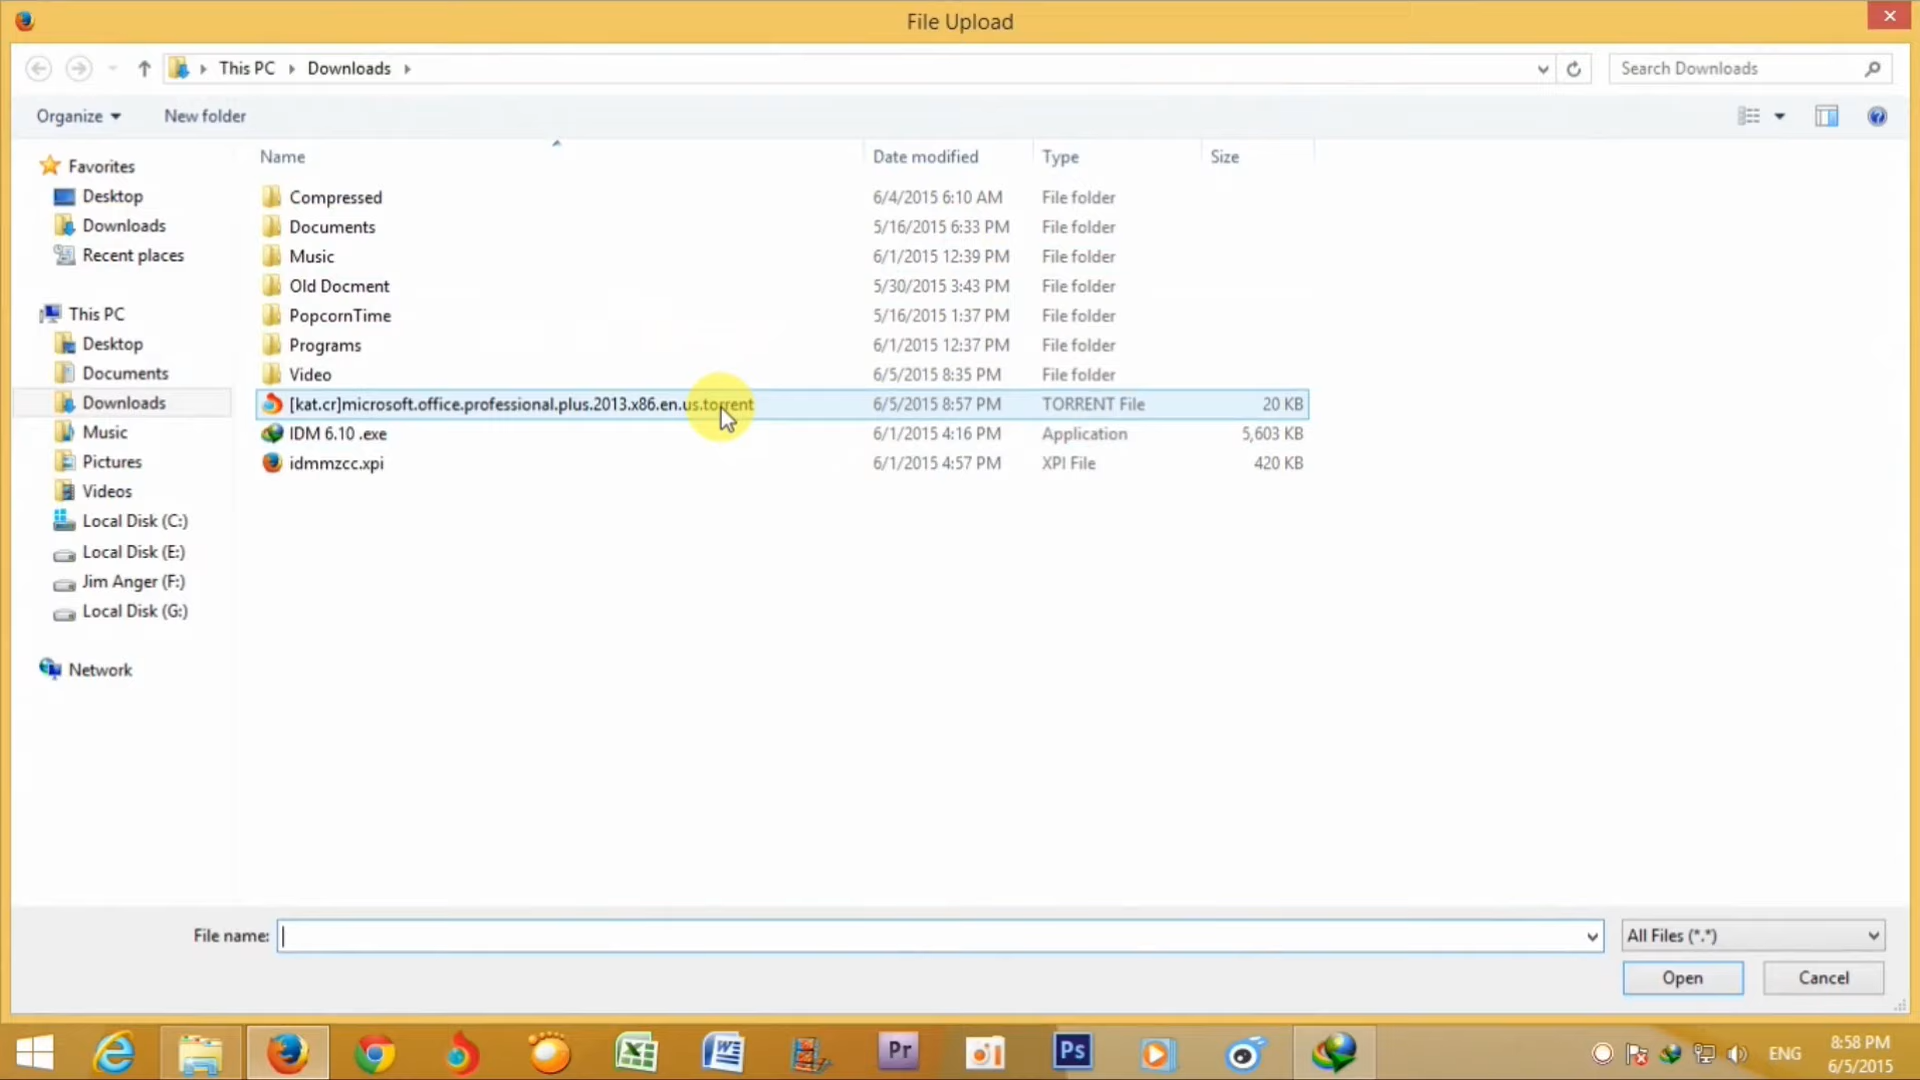 File Upload
This PC Downloads
Search Downloads
Organize New folder
Name Date modified Type Size
Favorites
Desktop
Downloads
Recent places
This PC
Desktop
Documents
Downloads
Music
Pictures
Videos
Local Disk (C:)
Local Disk (E:)
Jim Anger (F:)
Local Disk (G:)
Network
Compressed 6/4/2015 6:10 AM File folder
Documents 5/16/2015 6:33 PM File folder
Music 6/1/2015 12:39 PM File folder
Old Docment 5/30/2015 3:43 PM File folder
PopcornTime 5/16/2015 1:37 PM File folder
Programs 6/1/2015 12:37 PM File folder
Video 6/5/2015 8:35 PM File folder
[kat.cr]microsoft.office.professional.plus.2013.x86.en.us.torrent 6/5/2015 8:57 PM TORRENT File 20 KB
IDM 6.10 .exe 6/1/2015 4:16 PM Application 5,603 KB
idmmzcc.xpi 6/1/2015 4:57 PM XPI File 420 KB
File name: All Files (*.*)
Open Cancel
Pr Ps ENG 8:58 PM
6/5/2015